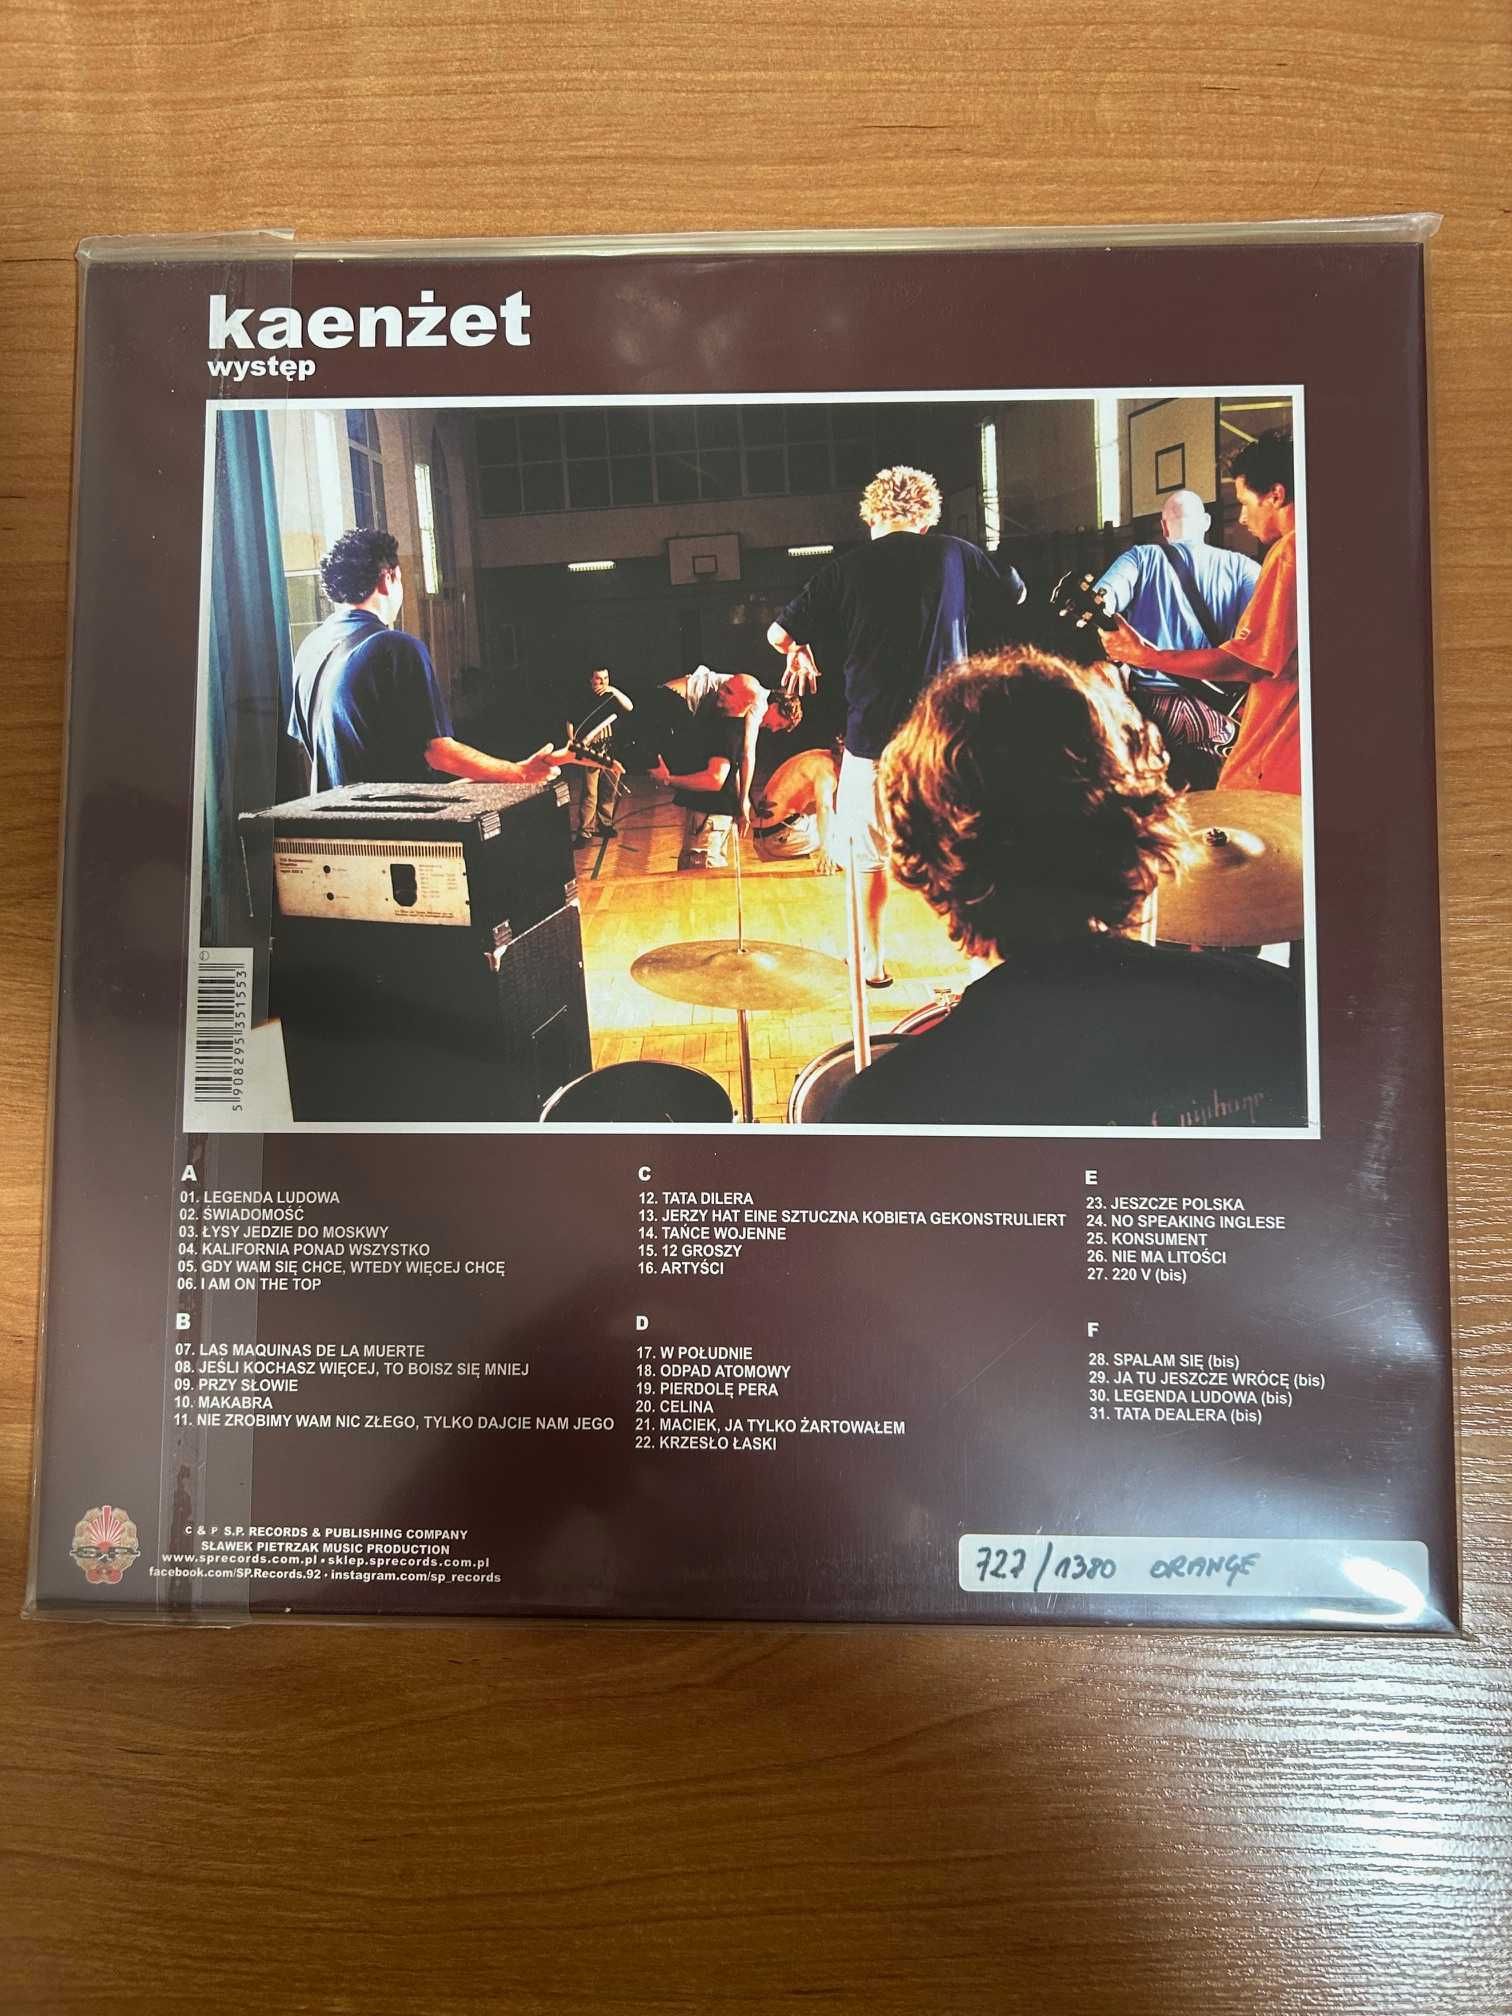 kaenżet
występ
5 908295 351553
A
01. LEGENDA LUDOWA
02. ŚWIADOMOŚĆ
03. ŁYSY JEDZIE DO MOSKWY
04. KALIFORNIA PONAD WSZYSTKO
05. GDY WAM SIĘ CHCE, WTEDY WIĘCEJ CHCĘ
06. I AM ON THE TOP
B
07. LAS MAQUINAS DE LA MUERTE
08. JEŚLI KOCHASZ WIĘCEJ, TO BOISZ SIĘ MNIEJ
09. PRZY SŁOWIE
10. MAKABRA
11. NIE ZROBIMY WAM NIC ZŁEGO, TYLKO DAJCIE NAM JEGO
C
12. TATA DILERA
13. JERZY HAT EINE SZTUCZNA KOBIETA GEKONSTRULIERT
14. TAŃCE WOJENNE
15. 12 GROSZY
16. ARTYŚCI
D
17. W POŁUDNIE
18. ODPAD ATOMOWY
19. PIERDOLĘ PERA
20. CELINA
21. MACIEK, JA TYLKO ŻARTOWAŁEM
22. KRZESŁO ŁASKI
E
23. JESZCZE POLSKA
24. NO SPEAKING INGLESE
25. KONSUMENT
26. NIE MA LITOŚCI
27. 220 V (bis)
F
28. SPALAM SIĘ (bis)
29. JA TU JESZCZE WRÓCĘ (bis)
30. LEGENDA LUDOWA (bis)
31. TATA DEALERA (bis)
C & P S.P. RECORDS & PUBLISHING COMPANY
SŁAWEK PIETRZAK MUSIC PRODUCTION
www.sprecords.com.pl • sklep.sprecords.com.pl
facebook.com/SP.Records.92 • instagram.com/sp_records
727/1380 ORANGE